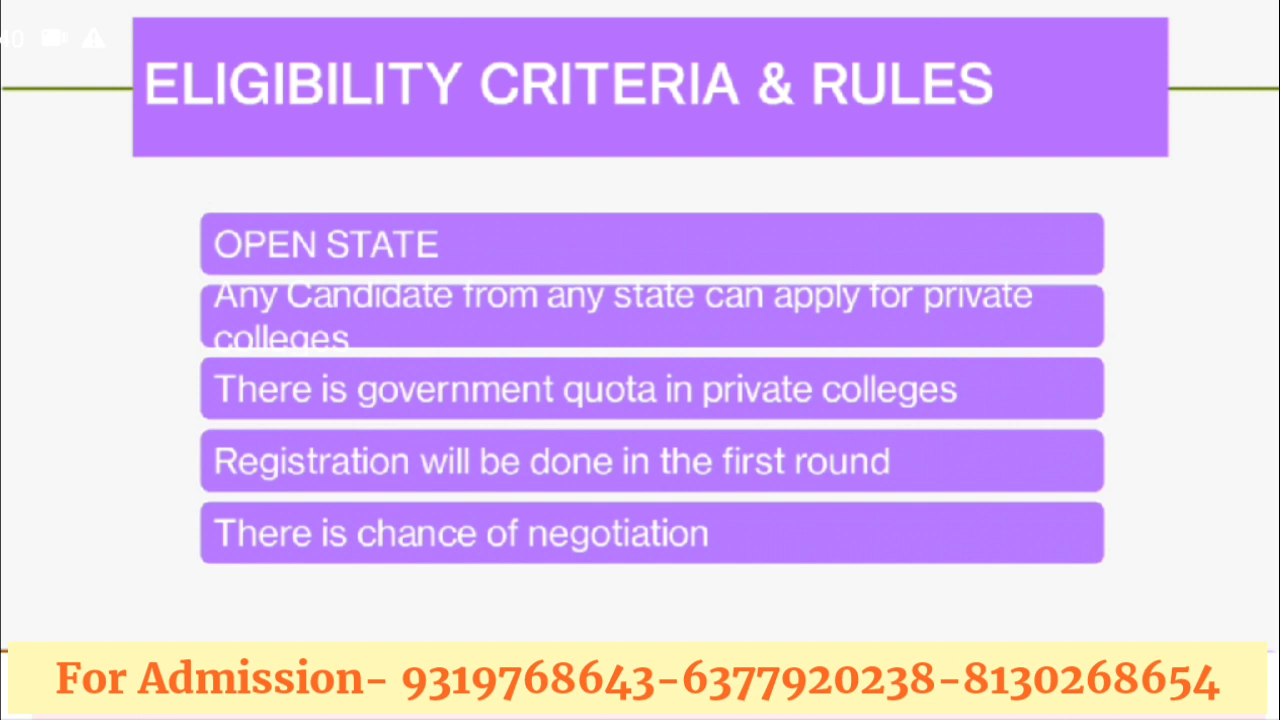 40
ELIGIBILITY CRITERIA & RULES
OPEN STATE
Any Candidate from any state can apply for private
colleges
There is government quota in private colleges
Registration will be done in the first round
There is chance of negotiation
For Admission- 9319768643-6377920238-8130268654